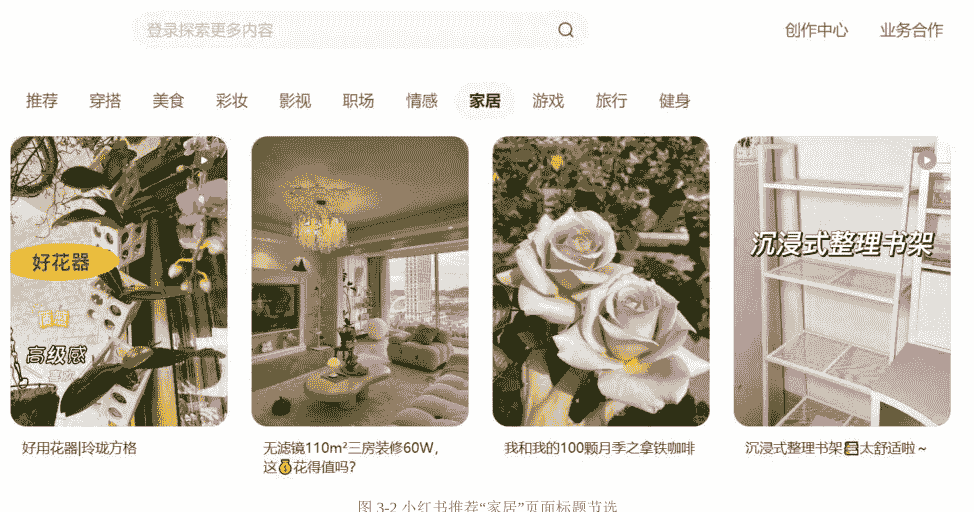 登录探索更多内容
创作中心 业务合作
推荐 穿搭 美食 彩妆 影视 职场 情感 家居 游戏 旅行 健身
好花器
高级感
沉浸式整理书架
好用花器|玲珑方格
无滤镜110m²三房装修60W，
这💰花得值吗？
我和我的100颗月季之拿铁咖啡
沉浸式整理书架🧾太舒适啦～
图 3-2 小红书推荐“家居”页面标题节选